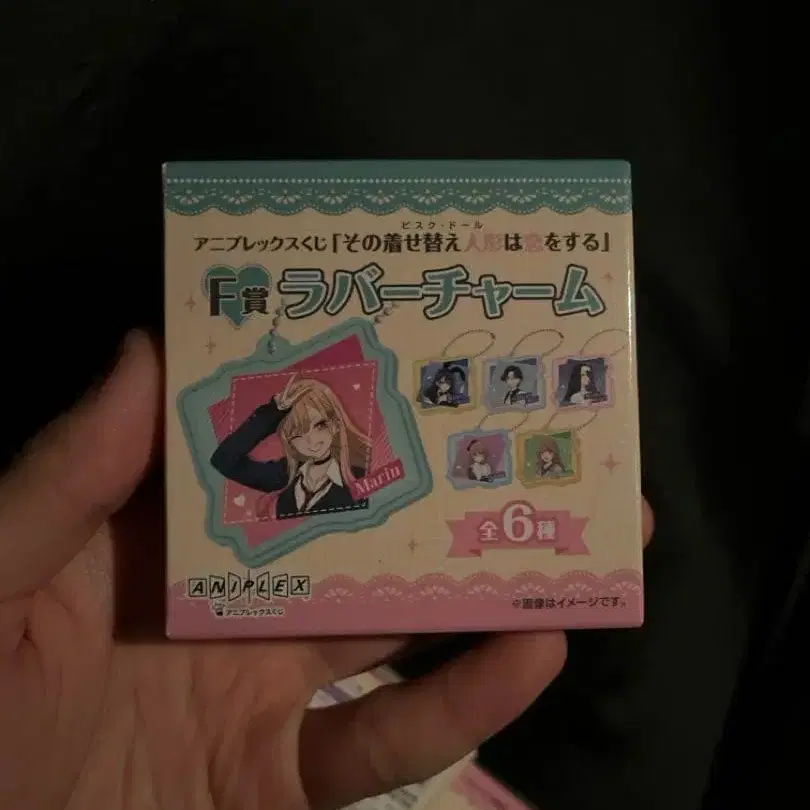 ビスク・ドール
アニプレックスくじ「その着せ替え人形は恋をする」
F賞 ラバーチャーム
Marin
全6種
ANIPLEX
アニプレックスくじ
※画像はイメージです。